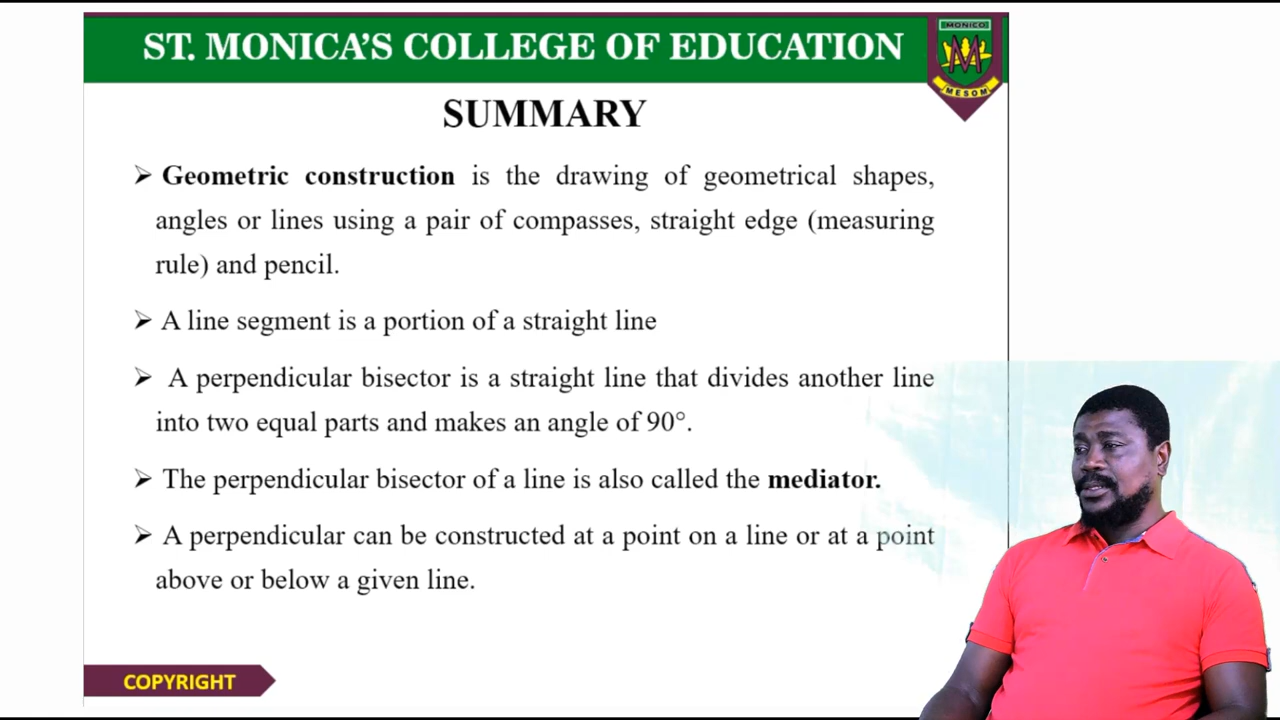 ST. MONICA'S COLLEGE OF EDUCATION
MONICO
M
MESOM
SUMMARY
➢ Geometric construction is the drawing of geometrical shapes,
angles or lines using a pair of compasses, straight edge (measuring
rule) and pencil.
➢ A line segment is a portion of a straight line
➢ A perpendicular bisector is a straight line that divides another line
into two equal parts and makes an angle of 90°.
➢ The perpendicular bisector of a line is also called the mediator.
➢ A perpendicular can be constructed at a point on a line or at a point
above or below a given line.
COPYRIGHT